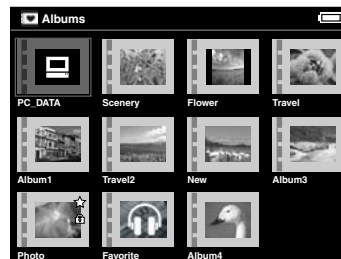 Albums
PC_DATA Scenery Flower Travel
Album1 Travel2 New Album3
Photo Favorite Album4